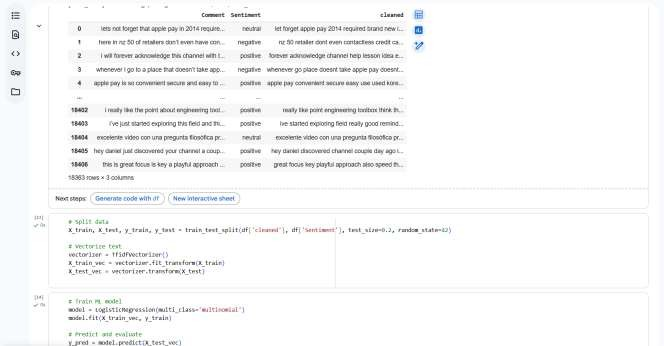 Comment Sentiment cleaned
0 lets not forget that apple pay in 2014 require... neutral let forget apple pay 2014 required brand new i...
1 here in nz 50 of retailers don't even have con... negative nz 50 retailers dont even contactless credit ca...
2 i will forever acknowledge this channel with t... positive forever acknowledge channel help lesson idea e...
3 whenever i go to a place that doesn't take app... negative whenever go place doesnt take apple pay doesnt...
4 apple pay is so convenient secure and easy to ... positive apple pay convenient secure easy use used kore...
... ... ... ...
18402 i really like the point about engineering tool... positive really like point engineering toolbox think th...
18403 i've just started exploring this field and thi... positive ive started exploring field really good remind...
18404 excelente video con una pregunta filosófica pr... neutral excelente video con una pregunta filosófica pr...
18405 hey daniel just discovered your channel a coup... positive hey daniel discovered channel couple day ago i...
18406 this is great focus is key a playful approach ... positive great focus key playful approach also speed th...
18363 rows × 3 columns
Next steps: Generate code with df New interactive sheet
# Split data
X_train, X_test, y_train, y_test = train_test_split(df['cleaned'], df['Sentiment'], test_size=0.2, random_state=42)
# Vectorize text
vectorizer = TfidfVectorizer()
X_train_vec = vectorizer.fit_transform(X_train)
X_test_vec = vectorizer.transform(X_test)
# Train ML model
model = LogisticRegression(multi_class='multinomial')
model.fit(X_train_vec, y_train)
# Predict and evaluate
y_pred = model.predict(X_test_vec)